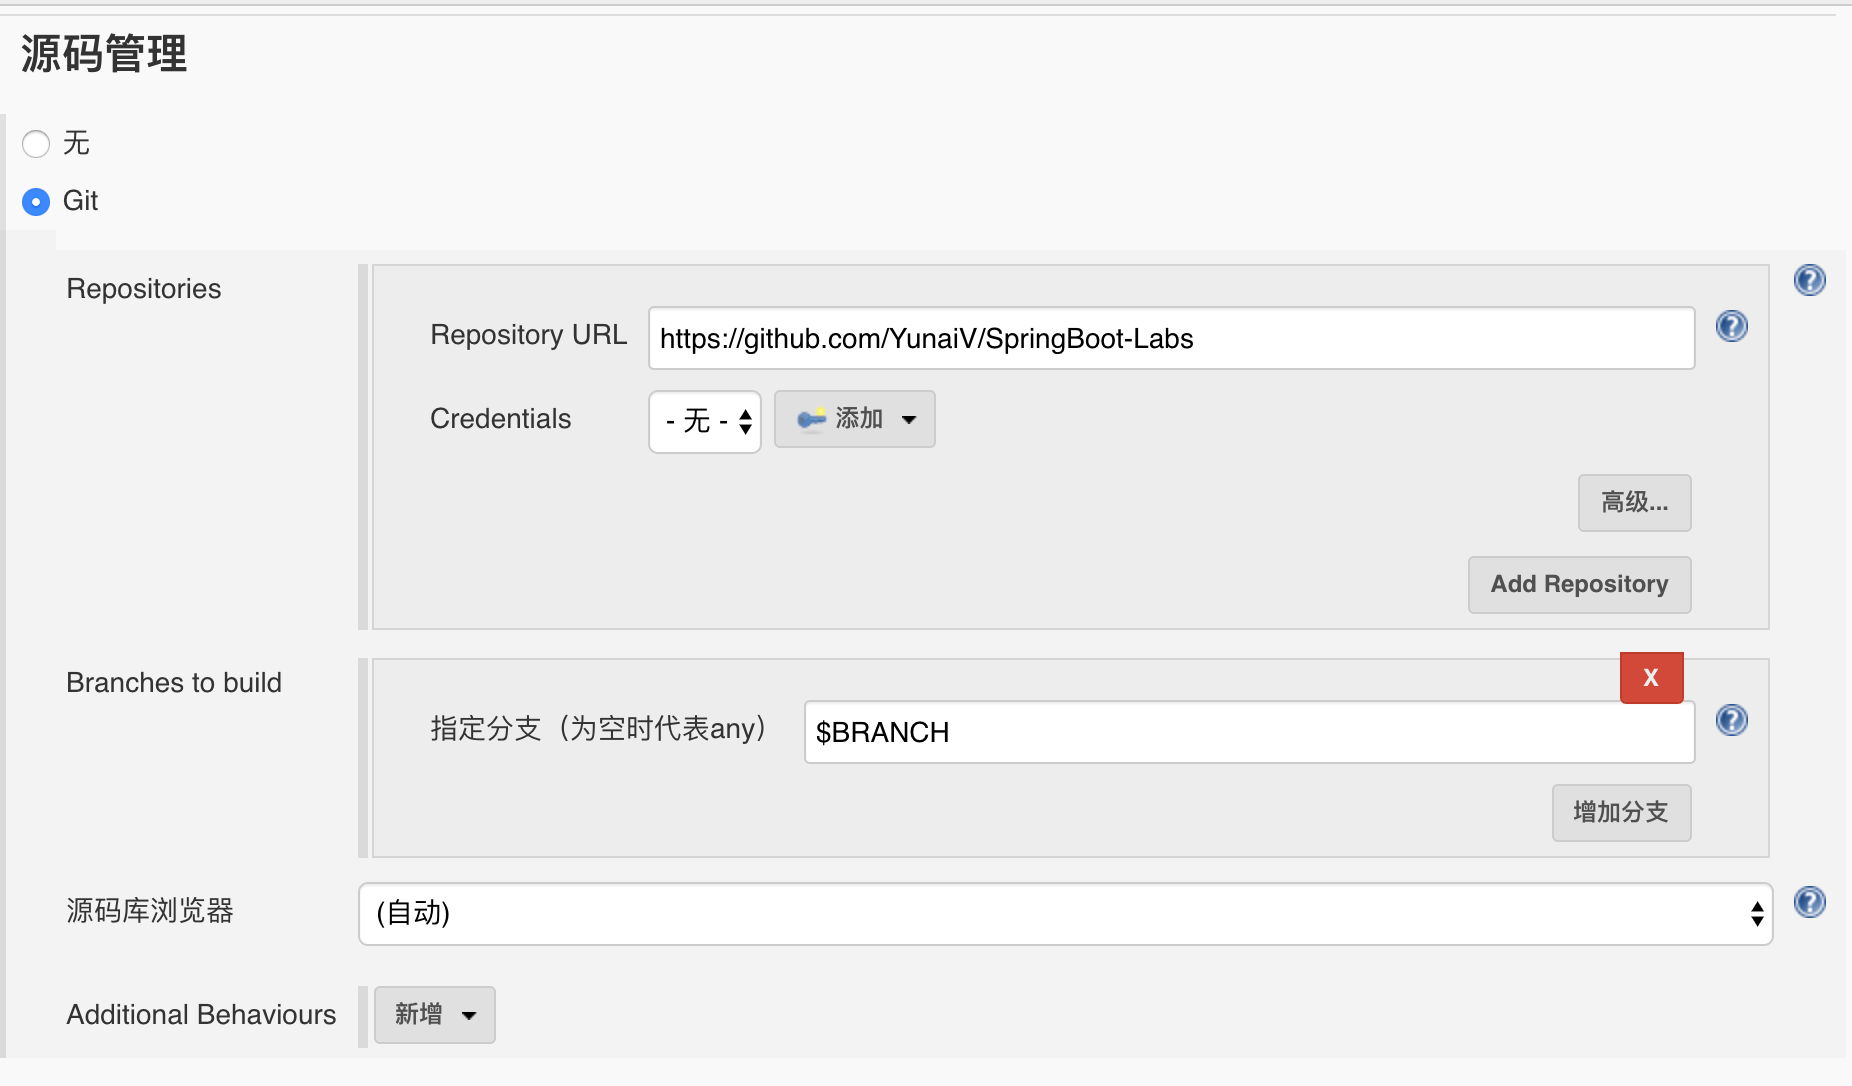 源码管理
无
Git
Repositories
Repository URL
https://github.com/YunaiV/SpringBoot-Labs
Credentials
- 无 -
添加
高级...
Add Repository
Branches to build
X
指定分支（为空时代表any）
$BRANCH
增加分支
源码库浏览器
(自动)
Additional Behaviours
新增